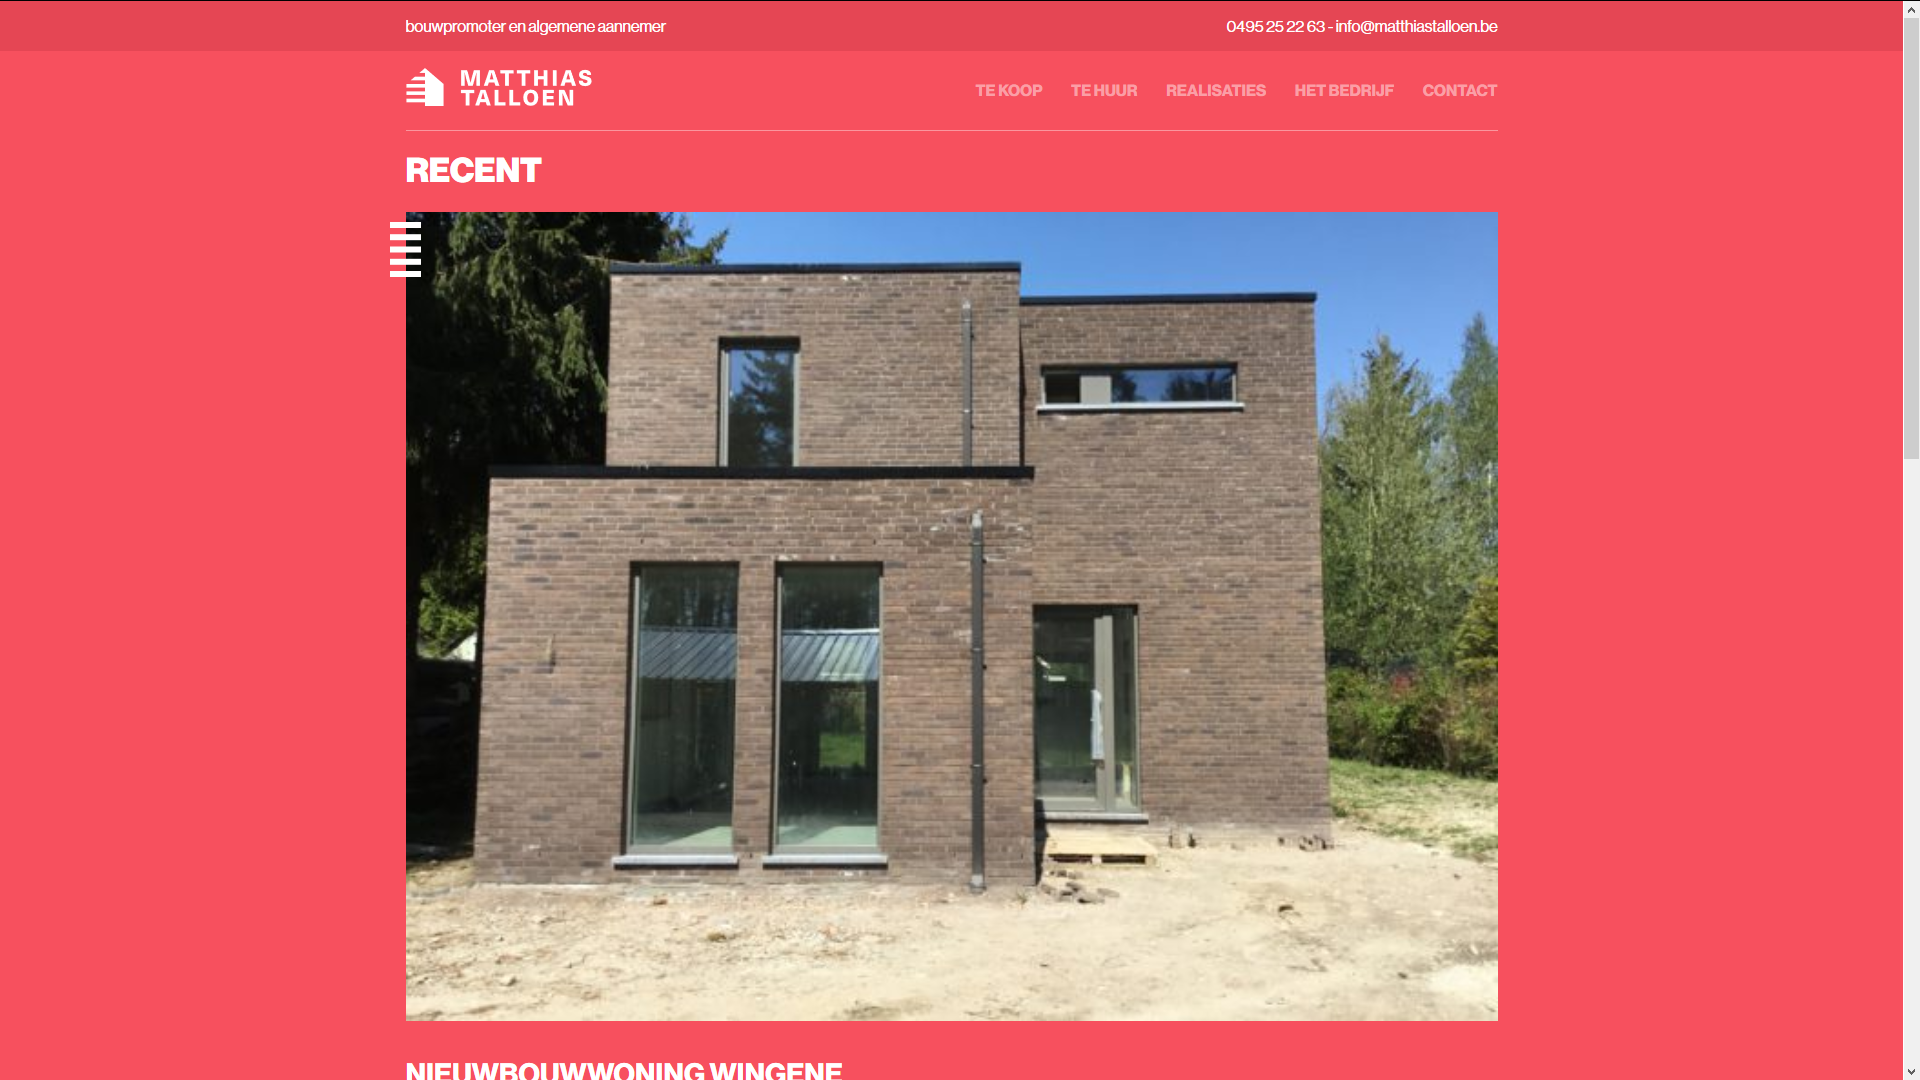 bouwpromoter en algemene aannemer
0495 25 22 63 - info@matthiastalloen.be
MATTHIAS
TALLOEN
TE KOOP
TE HUUR
REALISATIES
HET BEDRIJF
CONTACT
RECENT
NIEUWBOUWWONING WINGENE